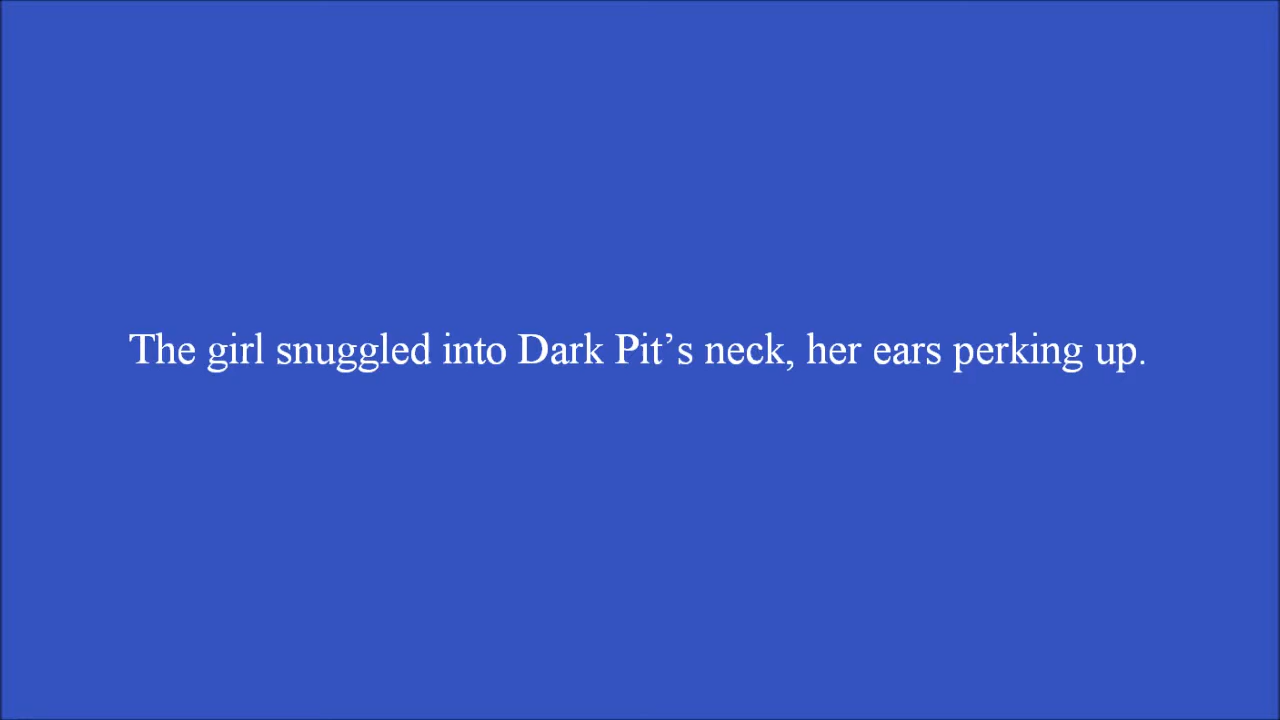 The girl snuggled into Dark Pit’s neck, her ears perking up.